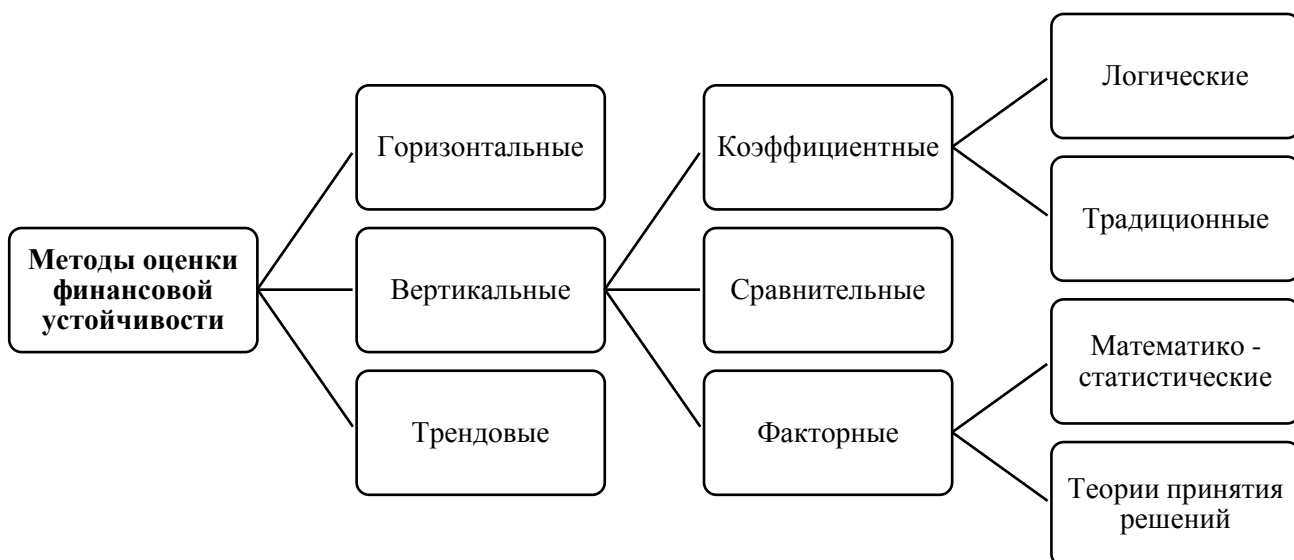 Методы оценки
финансовой
устойчивости
Горизонтальные
Вертикальные
Трендовые
Коэффициентные
Сравнительные
Факторные
Логические
Традиционные
Математико -
статистические
Теории принятия
решений